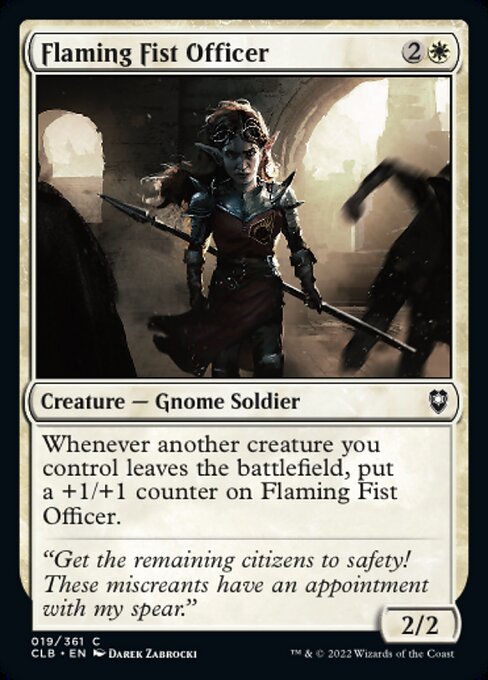 Flaming Fist Officer 2
Creature — Gnome Soldier
Whenever another creature you
control leaves the battlefield, put
a +1/+1 counter on Flaming Fist
Officer.
“Get the remaining citizens to safety!
These miscreants have an appointment
with my spear.”
2/2
019/361 C
CLB • EN Darek Zabrocki
™ & © 2022 Wizards of the Coast